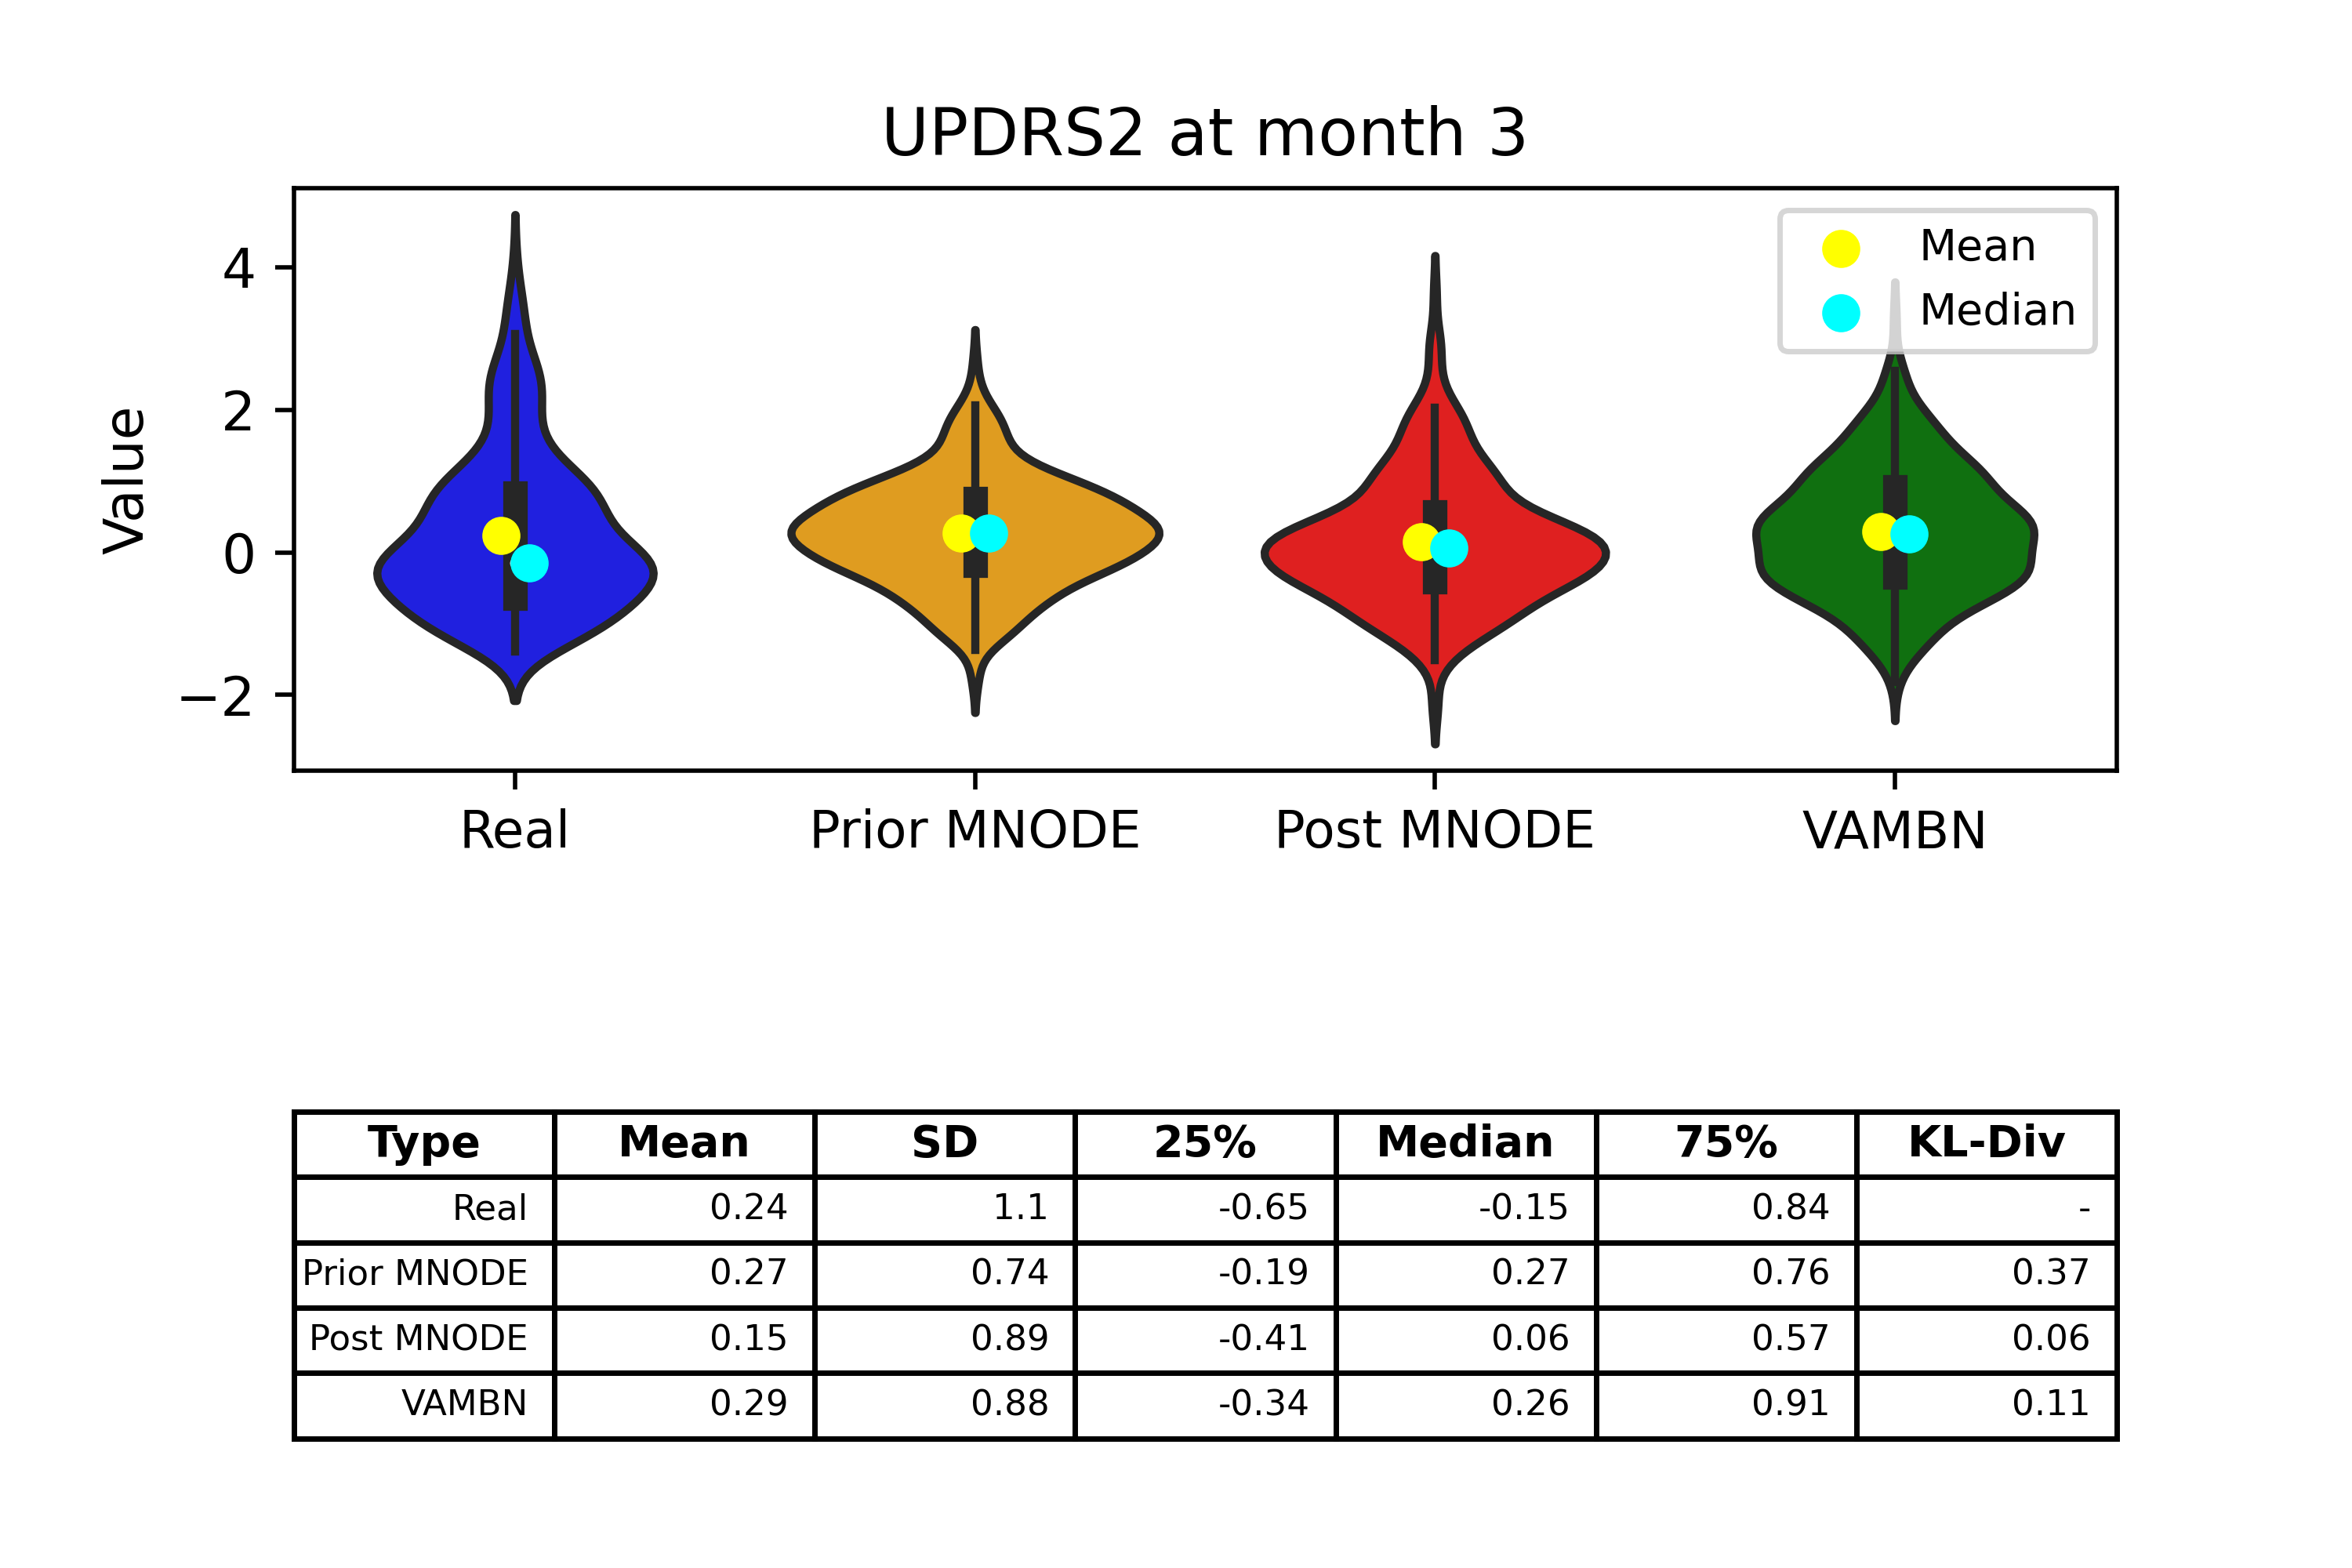 UPDRS2 at month 3
Value
4
2
0
−2
Mean
Median
Real Prior MNODE Post MNODE VAMBN
Type Mean SD 25% Median 75% KL-Div
Real 0.24 1.1 -0.65 -0.15 0.84 -
Prior MNODE 0.27 0.74 -0.19 0.27 0.76 0.37
Post MNODE 0.15 0.89 -0.41 0.06 0.57 0.06
VAMBN 0.29 0.88 -0.34 0.26 0.91 0.11